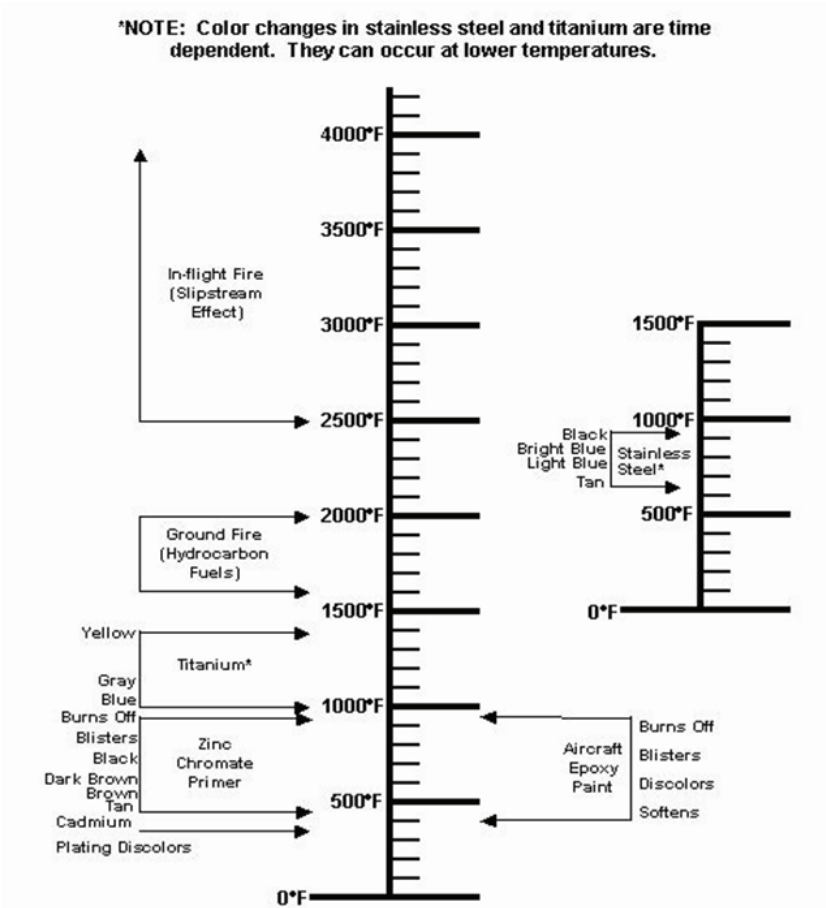 *NOTE: Color changes in stainless steel and titanium are time
dependent. They can occur at lower temperatures.
4000°F
3500°F
In-flight Fire
(Slipstream
Effect)
3000°F
2500°F
2000°F
Ground Fire
(Hydrocarbon
Fuels)
1500°F
Yellow
Titanium*
Gray
Blue
1000°F
Burns Off
Blisters
Black
Dark Brown
Brown
Tan
Zinc
Chromate
Primer
500°F
Cadmium
Plating Discolors
0°F
Aircraft
Epoxy
Paint
Burns Off
Blisters
Discolors
Softens
1500°F
1000°F
Black
Bright Blue
Light Blue
Tan
Stainless
Steel*
500°F
0°F